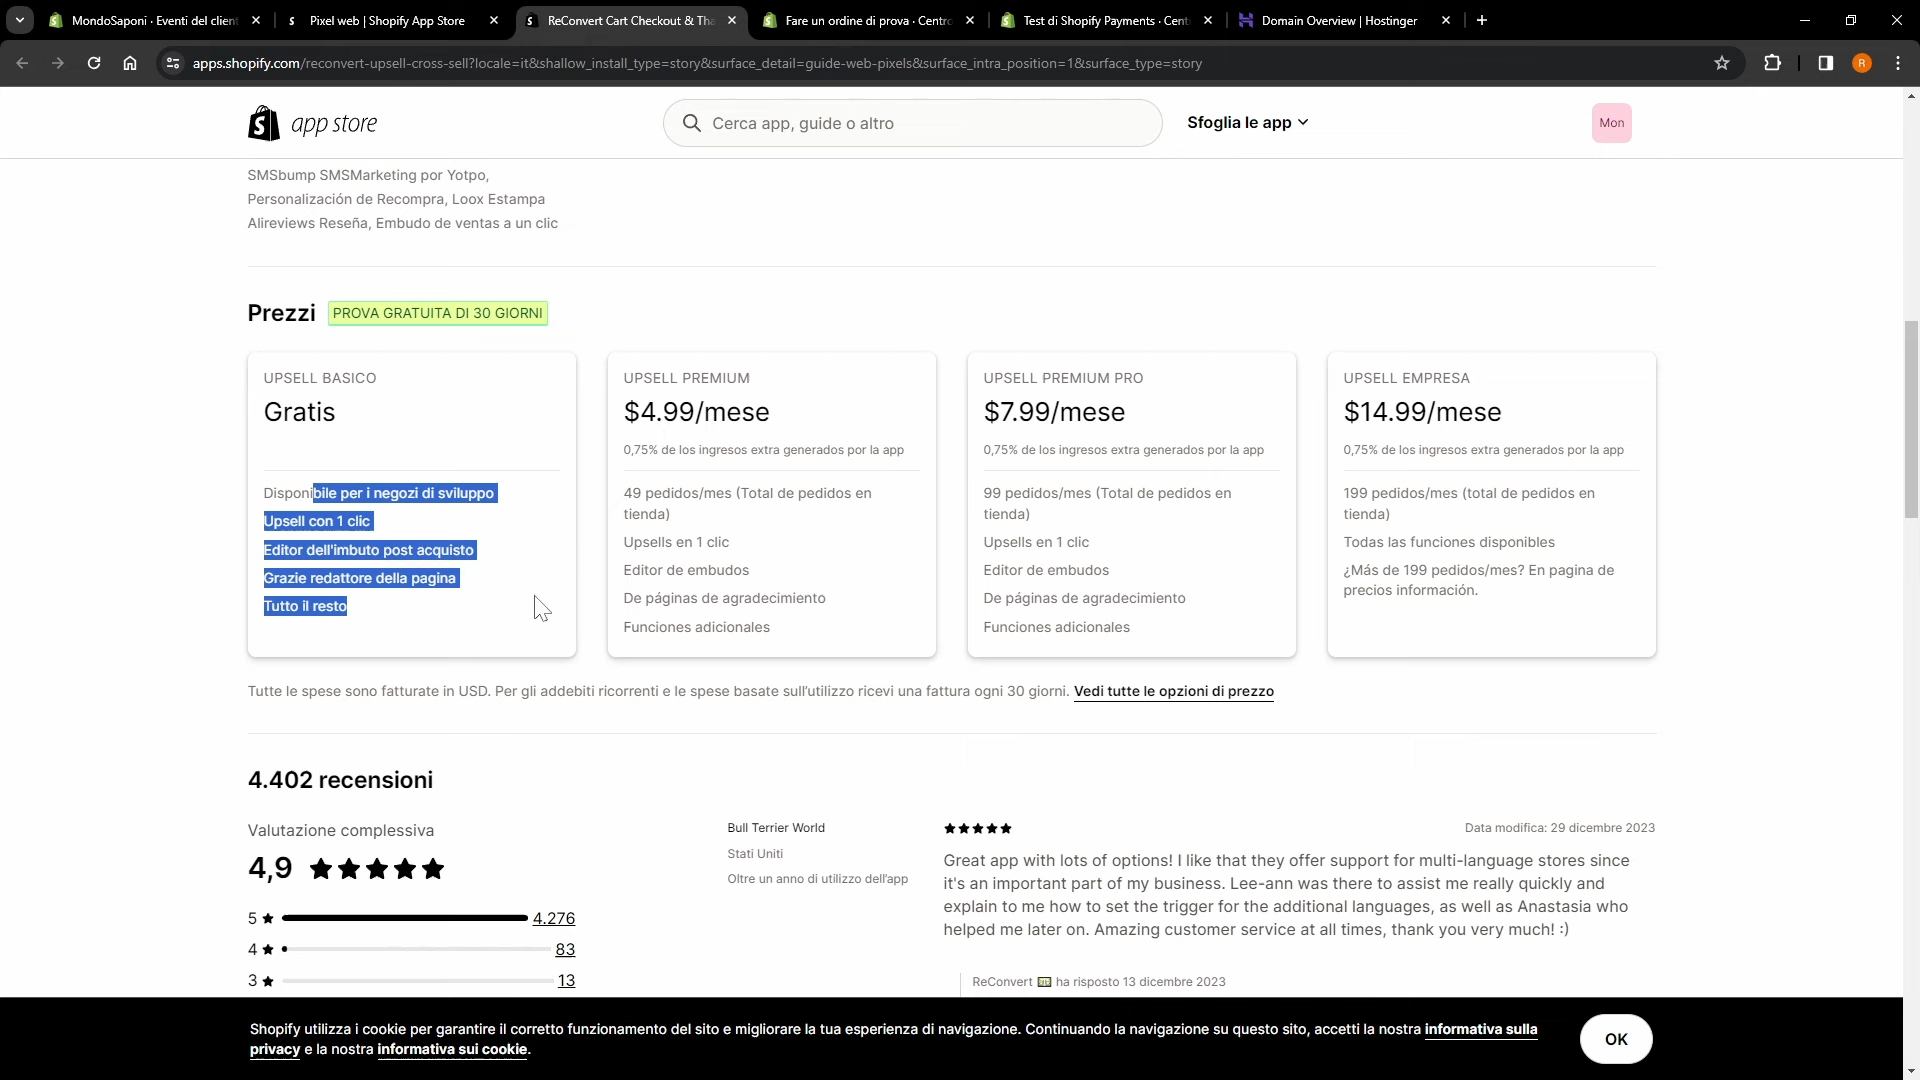 MondoSaponi · Eventi del client
Pixel web | Shopify App Store
ReConvert Cart Checkout & Tha
Fare un ordine di prova · Centro
Test di Shopify Payments · Cent
Domain Overview | Hostinger
apps.shopify.com/reconvert-upsell-cross-sell?locale=it&shallow_install_type=story&surface_detail=guide-web-pixels&surface_intra_position=1&surface_type=story
R
app store
Cerca app, guide o altro
Sfoglia le app
Mon
SMSbump SMSMarketing por Yotpo,
Personalización de Recompra, Loox Estampa
Alireviews Reseña, Embudo de ventas a un clic
Prezzi
PROVA GRATUITA DI 30 GIORNI
UPSELL BASICO
Gratis
Disponibile per i negozi di sviluppo
Upsell con 1 clic
Editor dell'imbuto post acquisto
Grazie redattore della pagina
Tutto il resto
UPSELL PREMIUM
$4.99/mese
0,75% de los ingresos extra generados por la app
49 pedidos/mes (Total de pedidos en
tienda)
Upsells en 1 clic
Editor de embudos
De páginas de agradecimiento
Funciones adicionales
UPSELL PREMIUM PRO
$7.99/mese
0,75% de los ingresos extra generados por la app
99 pedidos/mes (Total de pedidos en
tienda)
Upsells en 1 clic
Editor de embudos
De páginas de agradecimiento
Funciones adicionales
UPSELL EMPRESA
$14.99/mese
0,75% de los ingresos extra generados por la app
199 pedidos/mes (total de pedidos en
tienda)
Todas las funciones disponibles
¿Más de 199 pedidos/mes? En pagina de
precios información.
Tutte le spese sono fatturate in USD. Per gli addebiti ricorrenti e le spese basate sull'utilizzo ricevi una fattura ogni 30 giorni. Vedi tutte le opzioni di prezzo
4.402 recensioni
Valutazione complessiva
4,9
5 ★ 4.276
4 ★ 83
3 ★ 13
Bull Terrier World
Stati Uniti
Oltre un anno di utilizzo dell'app
Data modifica: 29 dicembre 2023
Great app with lots of options! I like that they offer support for multi-language stores since
it's an important part of my business. Lee-ann was there to assist me really quickly and
explain to me how to set the trigger for the additional languages, as well as Anastasia who
helped me later on. Amazing customer service at all times, thank you very much! :)
ReConvert 💵 ha risposto 13 dicembre 2023
Shopify utilizza i cookie per garantire il corretto funzionamento del sito e migliorare la tua esperienza di navigazione. Continuando la navigazione su questo sito, accetti la nostra informativa sulla
privacy e la nostra informativa sui cookie.
OK